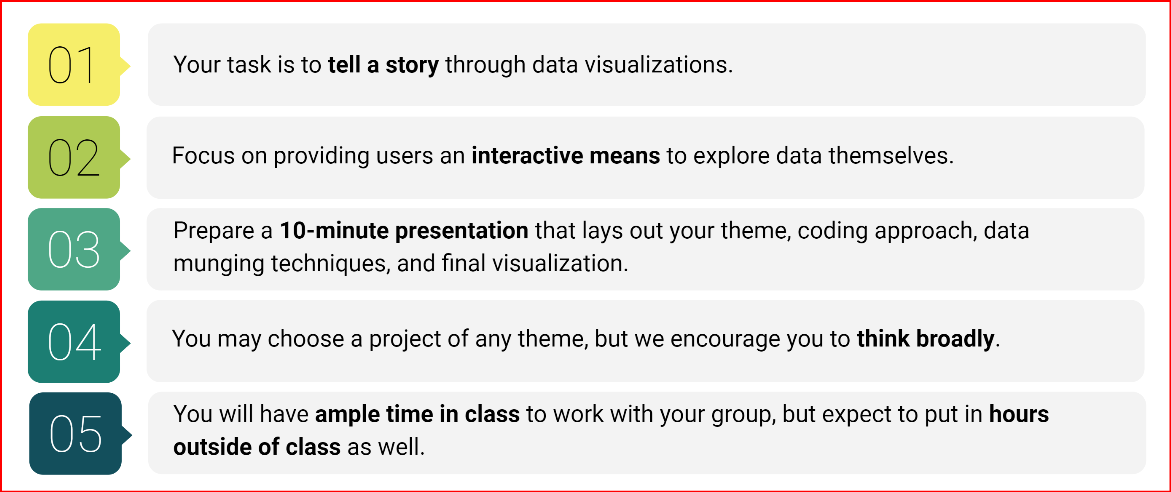 01
Your task is to tell a story through data visualizations.
02
Focus on providing users an interactive means to explore data themselves.
03
Prepare a 10-minute presentation that lays out your theme, coding approach, data
munging techniques, and final visualization.
04
You may choose a project of any theme, but we encourage you to think broadly.
05
You will have ample time in class to work with your group, but expect to put in hours
outside of class as well.